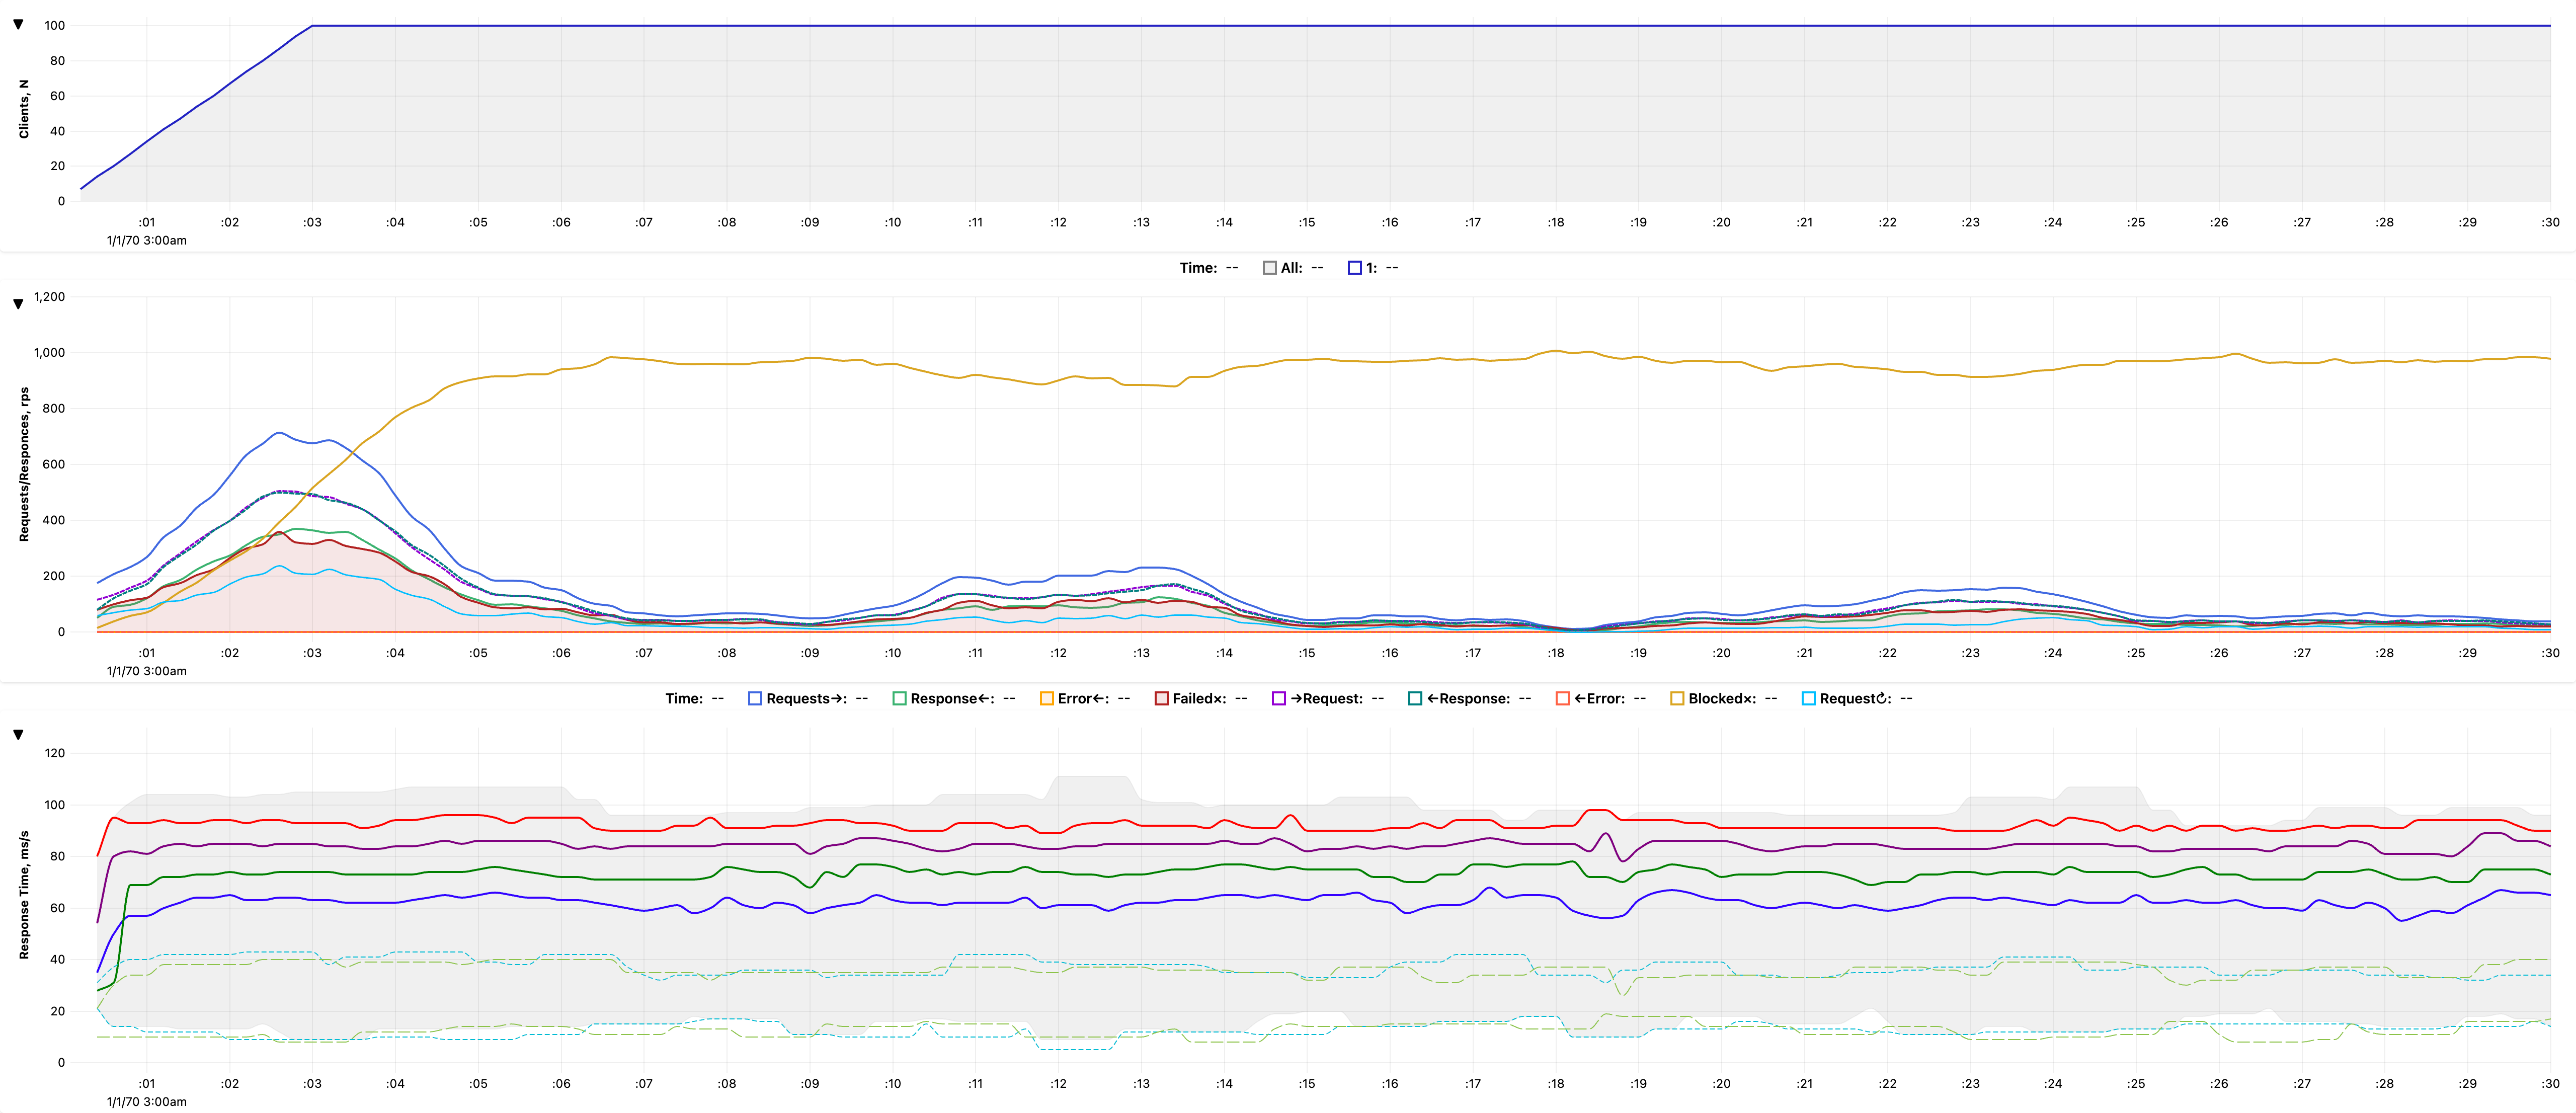 ▼
Clients, N
100
80
60
40
20
0
:01 :02 :03 :04 :05 :06 :07 :08 :09 :10 :11 :12 :13 :14 :15 :16 :17 :18 :19 :20 :21 :22 :23 :24 :25 :26 :27 :28 :29 :30
1/1/70 3:00am
Time: -- All: -- 1: --
▼
Requests/Responces, rps
1,200
1,000
800
600
400
200
0
:01 :02 :03 :04 :05 :06 :07 :08 :09 :10 :11 :12 :13 :14 :15 :16 :17 :18 :19 :20 :21 :22 :23 :24 :25 :26 :27 :28 :29 :30
1/1/70 3:00am
Time: -- Requests→: -- Response←: -- Error←: -- Failed×: -- →Request: -- ←Response: -- ←Error: -- Blocked×: -- Request↻: --
▼
Response Time, ms/s
120
100
80
60
40
20
0
:01 :02 :03 :04 :05 :06 :07 :08 :09 :10 :11 :12 :13 :14 :15 :16 :17 :18 :19 :20 :21 :22 :23 :24 :25 :26 :27 :28 :29 :30
1/1/70 3:00am